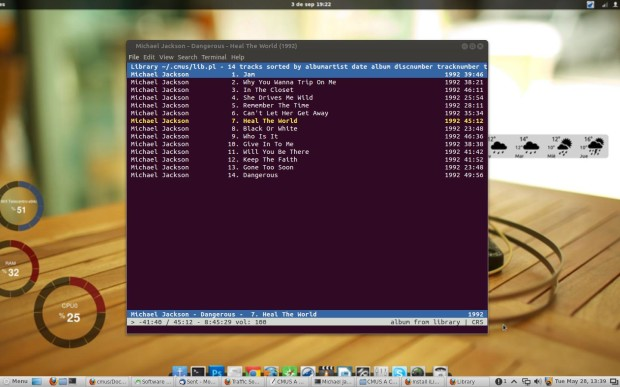 3 de sep 19:22
Michael Jackson - Dangerous - Heal The World (1992)
File Edit View Search Terminal Help
Library ~/.cmus/lib.pl - 14 tracks sorted by albumartist date album discnumber tracknumber t
Michael Jackson 1. Jam 1992 39:46
Michael Jackson 2. Why You Wanna Trip On Me 1992 38:21
Michael Jackson 3. In The Closet 1992 46:11
Michael Jackson 4. She Drives Me Wild 1992 25:54
Michael Jackson 5. Remember The Time 1992 28:11
Michael Jackson 6. Can't Let Her Get Away 1992 35:34
Michael Jackson 7. Heal The World 1992 45:12
Michael Jackson 8. Black Or White 1992 23:48
Michael Jackson 9. Who Is It 1992 46:36
Michael Jackson 10. Give In To Me 1992 38:38
Michael Jackson 11. Will You Be There 1992 41:42
Michael Jackson 12. Keep The Faith 1992 41:52
Michael Jackson 13. Gone Too Soon 1992 23:48
Michael Jackson 14. Dangerous 1992 49:56
12° 14° 12° 10°
Mar Mié Jue
% 51
RAM
% 32
CPU0
% 25
Michael Jackson - Dangerous - 7. Heal The World 1992
> -41:40 / 45:12 - 8:45:29 vol: 100 album from library | CRS
Menu cmus/Doc... Software ... Sent - Mo... Traffic Se... CMUS A ... Michael Ja... CMUS A C... Install ILI... Library 1 Tue May 28, 13:39